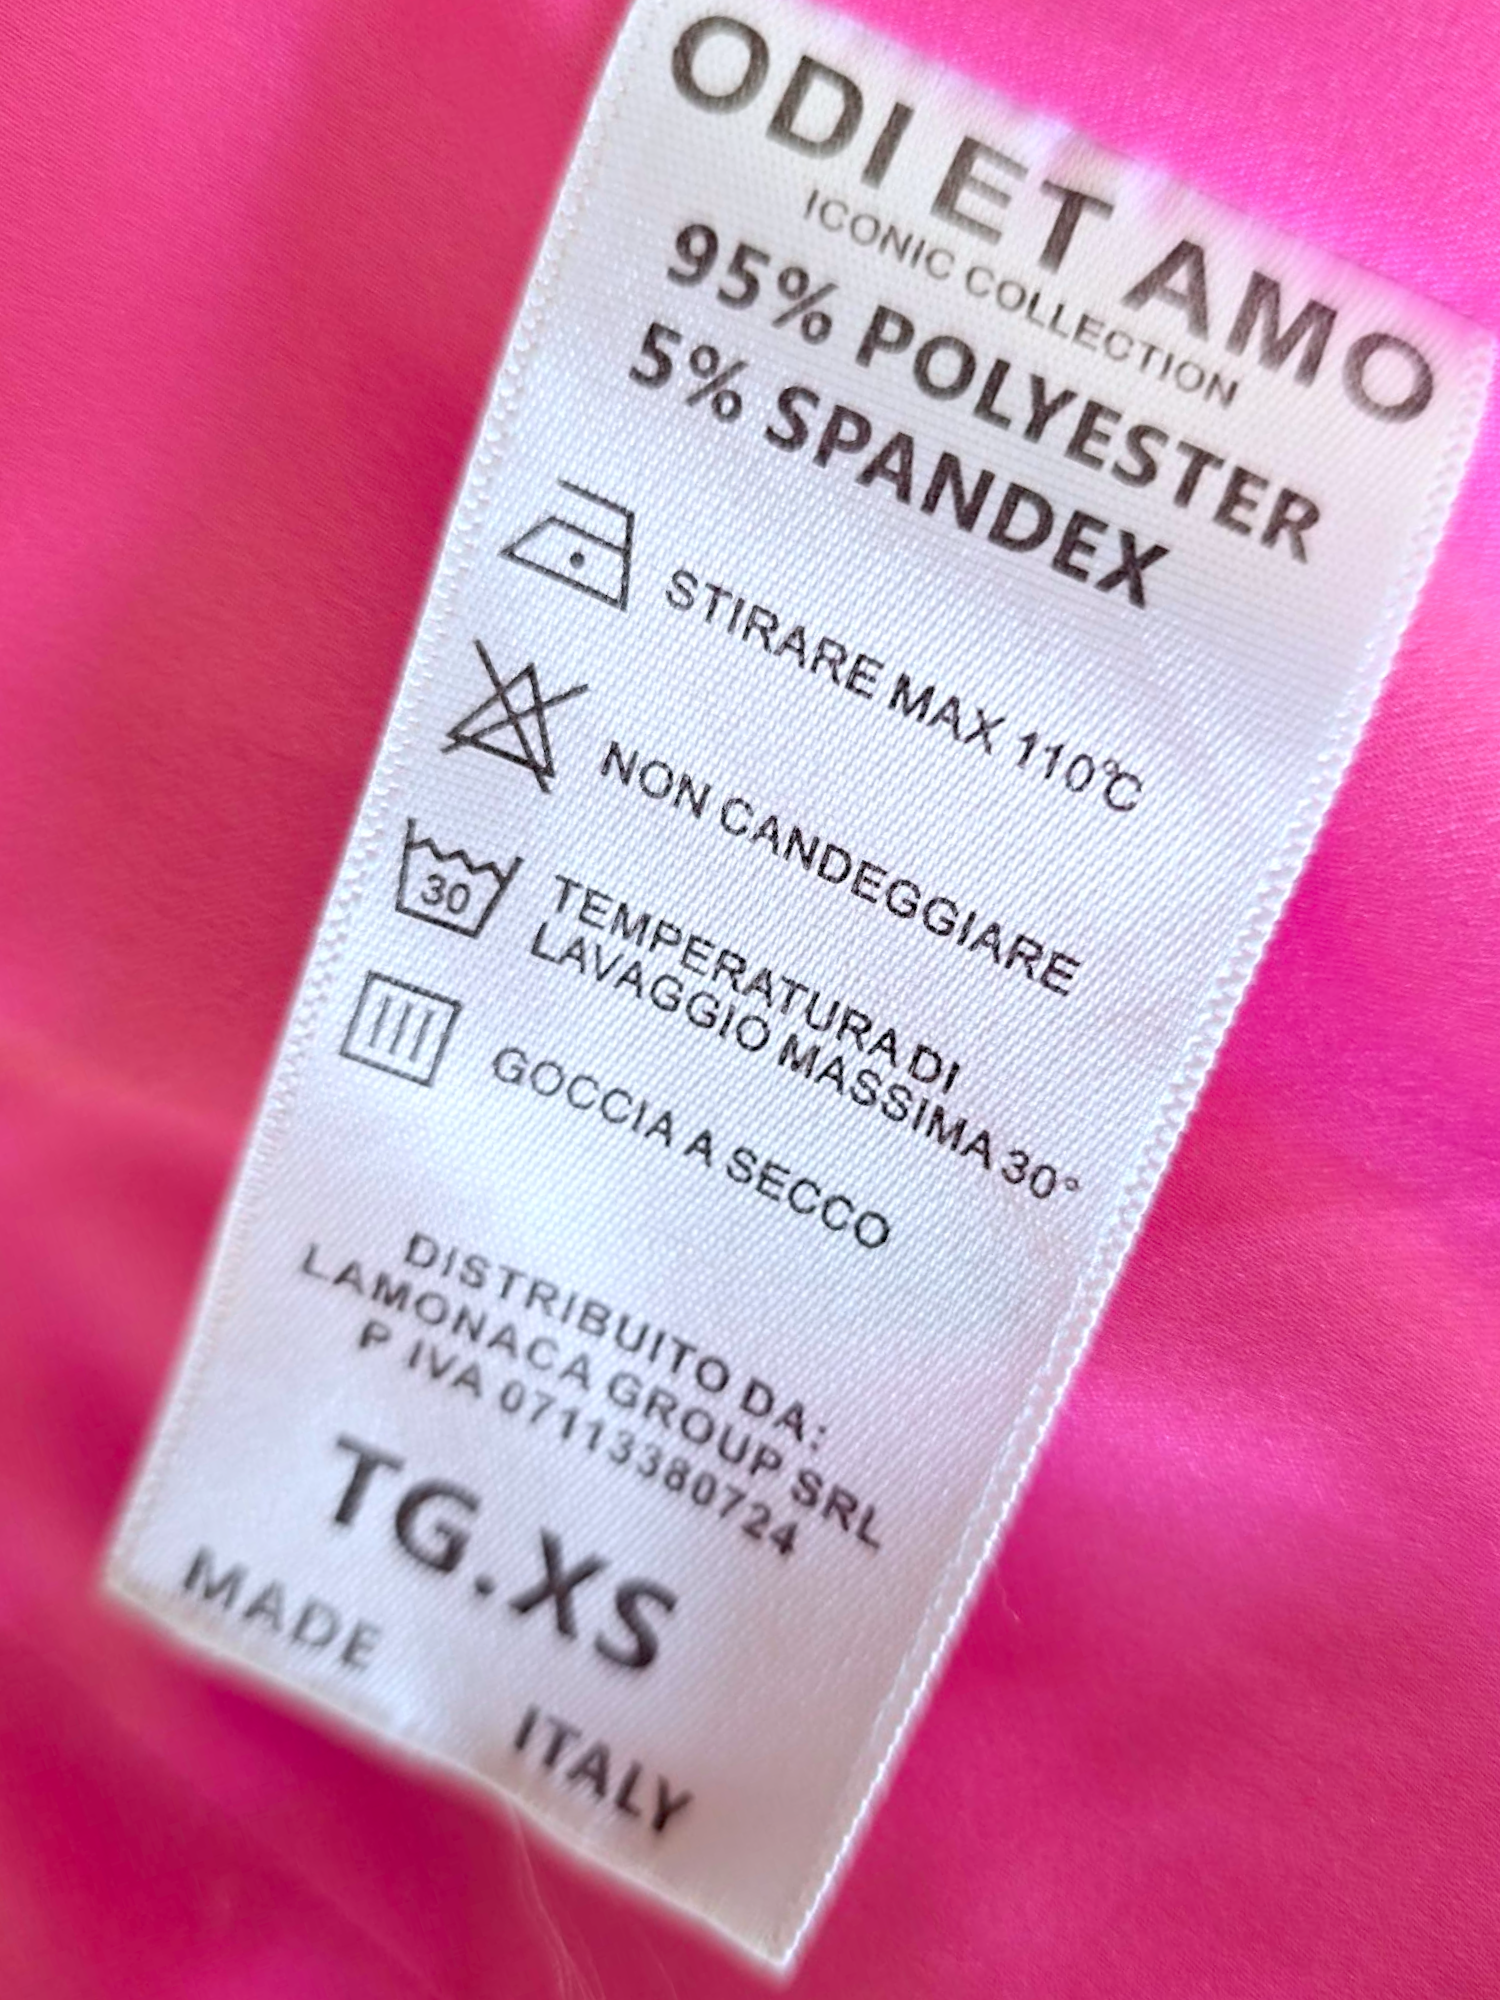 ODI ET AMO
ICONIC COLLECTION
95% POLYESTER
5% SPANDEX
STIRARE MAX 110℃
NON CANDEGGIARE
30
TEMPERATURA DI
LAVAGGIO MASSIMA 30°
GOCCIA A SECCO
DISTRIBUITO DA:
LAMONACA GROUP SRL
P IVA 07113380724
TG.XS
MADE
ITALY